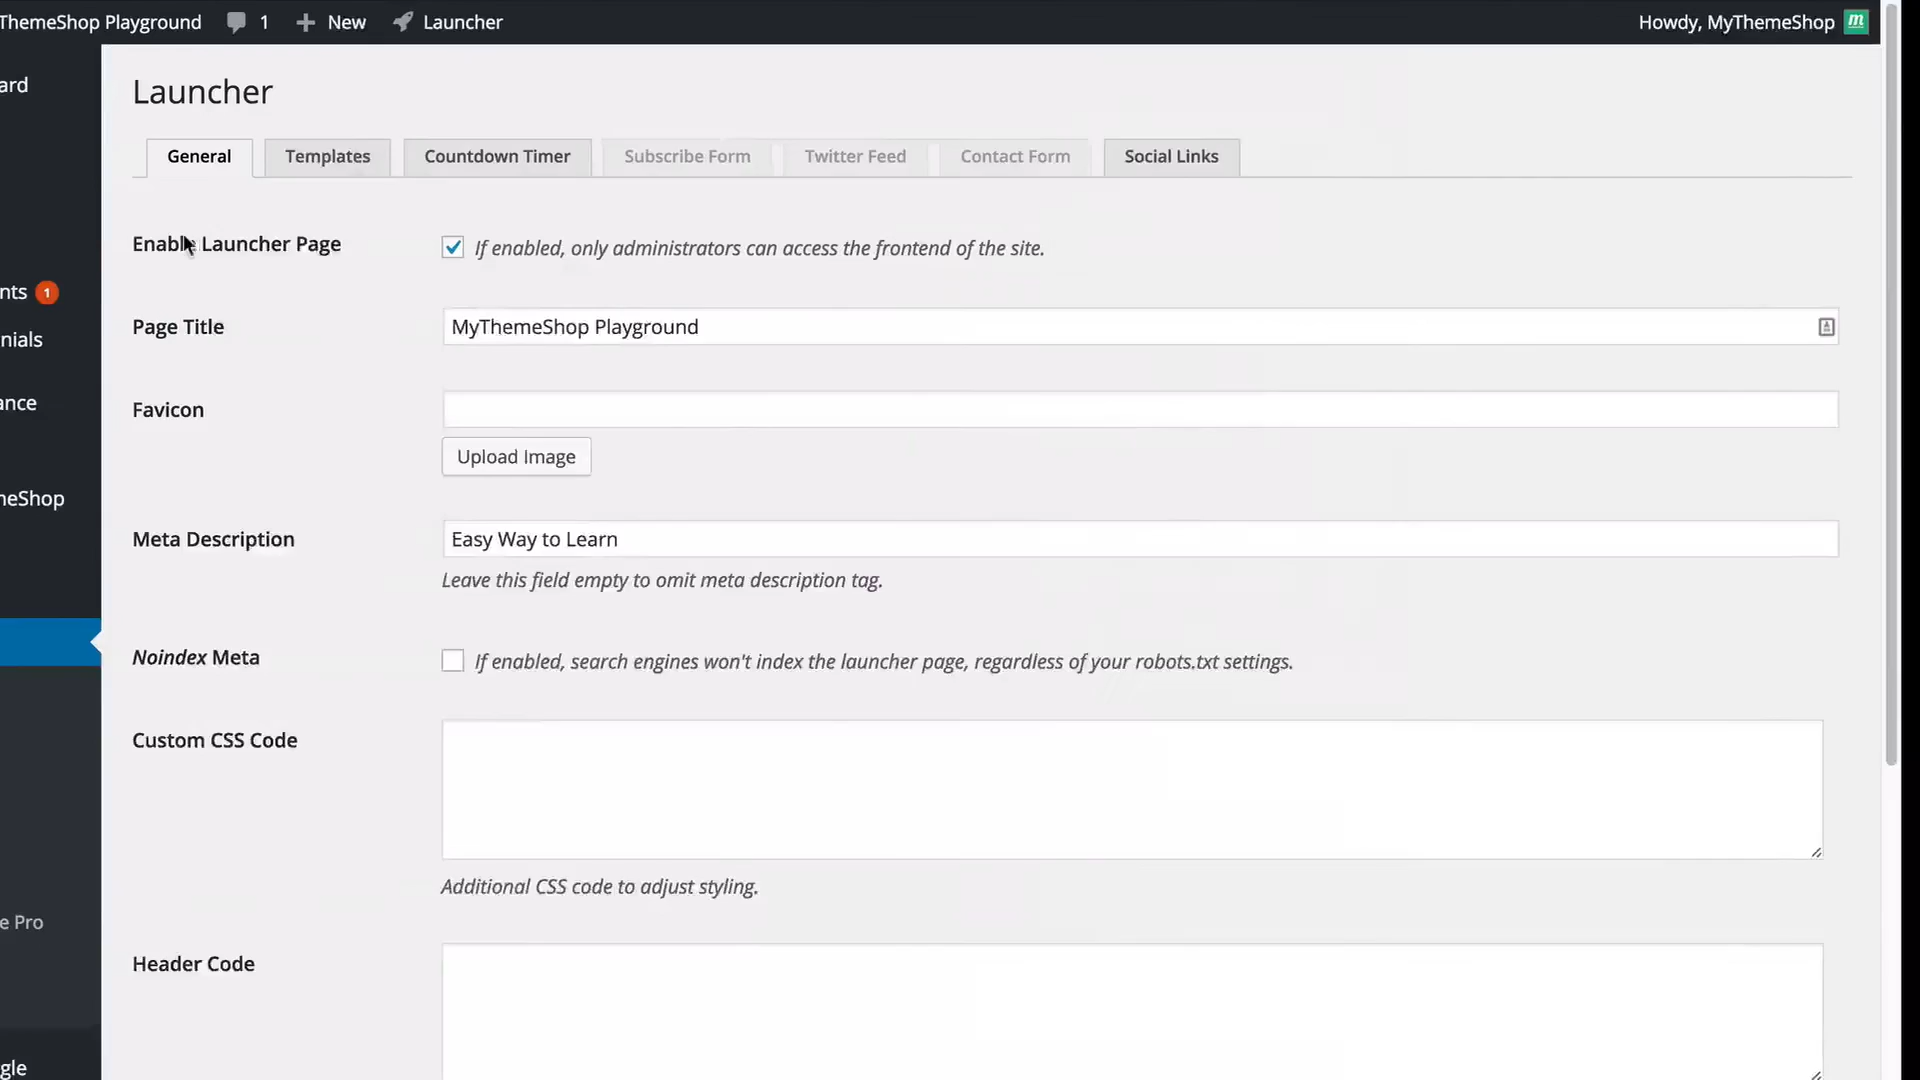 ThemeShop Playground 1 New Launcher Howdy, MyThemeShop
ard
nts 1
nials
ance
neShop
e Pro
gle
Launcher
General Templates Countdown Timer Subscribe Form Twitter Feed Contact Form Social Links
Enable Launcher Page If enabled, only administrators can access the frontend of the site.
Page Title MyThemeShop Playground
Favicon
Upload Image
Meta Description Easy Way to Learn
Leave this field empty to omit meta description tag.
Noindex Meta If enabled, search engines won't index the launcher page, regardless of your robots.txt settings.
Custom CSS Code
Additional CSS code to adjust styling.
Header Code